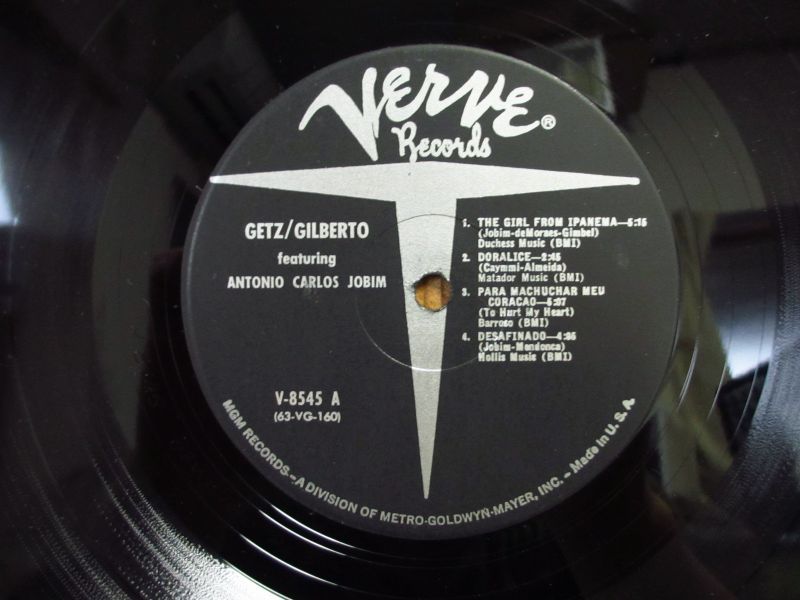 Verve®
Records
GETZ/GILBERTO
featuring
ANTONIO CARLOS JOBIM
V-8545 A
(63-VG-160)
1. THE GIRL FROM IPANEMA—5:15
(Jobim-deMoraes-Gimbel)
Duchess Music (BMI)
2. DORALICE—2:45
(Caymmi-Almeida)
Matador Music (BMI)
3. PARA MACHUCHAR MEU
CORACAO—5:07
(To Hurt My Heart)
Barroso (BMI)
4. DESAFINADO—4:05
(Jobim-Mendonca)
Hollis Music (BMI)
MGM RECORDS–A DIVISION OF METRO-GOLDWYN-MAYER, INC. – Made in U.S.A.